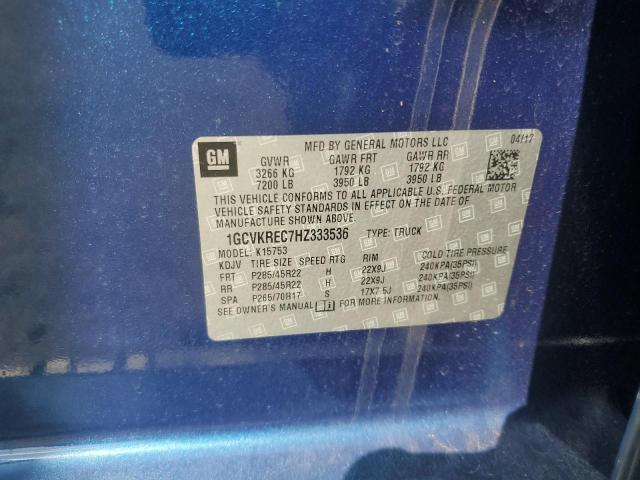 GM
MFD BY GENERAL MOTORS LLC 04/17
GVWR GAWR FRT GAWR RR
3266 KG 1792 KG 1792 KG
7200 LB 3950 LB 3950 LB
THIS VEHICLE CONFORMS TO ALL APPLICABLE U.S. FEDERAL MOTOR
VEHICLE SAFETY STANDARDS IN EFFECT ON THE DATE OF
MANUFACTURE SHOWN ABOVE.
1GCVKREC7HZ333536 TYPE: TRUCK
MODEL: K15753
KDJV TIRE SIZE SPEED RTG RIM COLD TIRE PRESSURE
FRT P285/45R22 H 22X9J 240KPA(35PSI)
RR P285/45R22 H 22X9J 240KPA(35PSI)
SPA P265/70R17 S 17X7.5J 240KPA(35PSI)
SEE OWNER'S MANUAL FOR MORE INFORMATION.